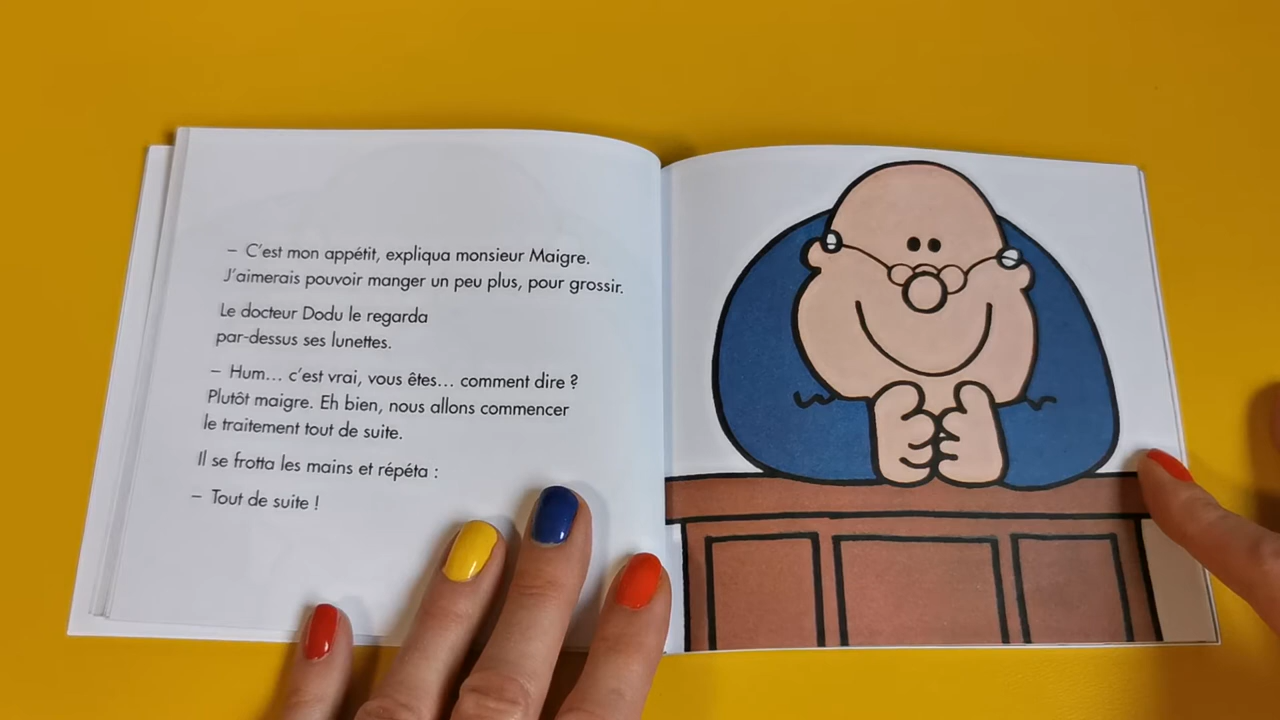 – C'est mon appétit, expliqua monsieur Maigre.
J'aimerais pouvoir manger un peu plus, pour grossir.
Le docteur Dodu le regarda
par-dessus ses lunettes.
– Hum... c'est vrai, vous êtes... comment dire ?
Plutôt maigre. Eh bien, nous allons commencer
le traitement tout de suite.
Il se frotta les mains et répéta :
– Tout de suite !